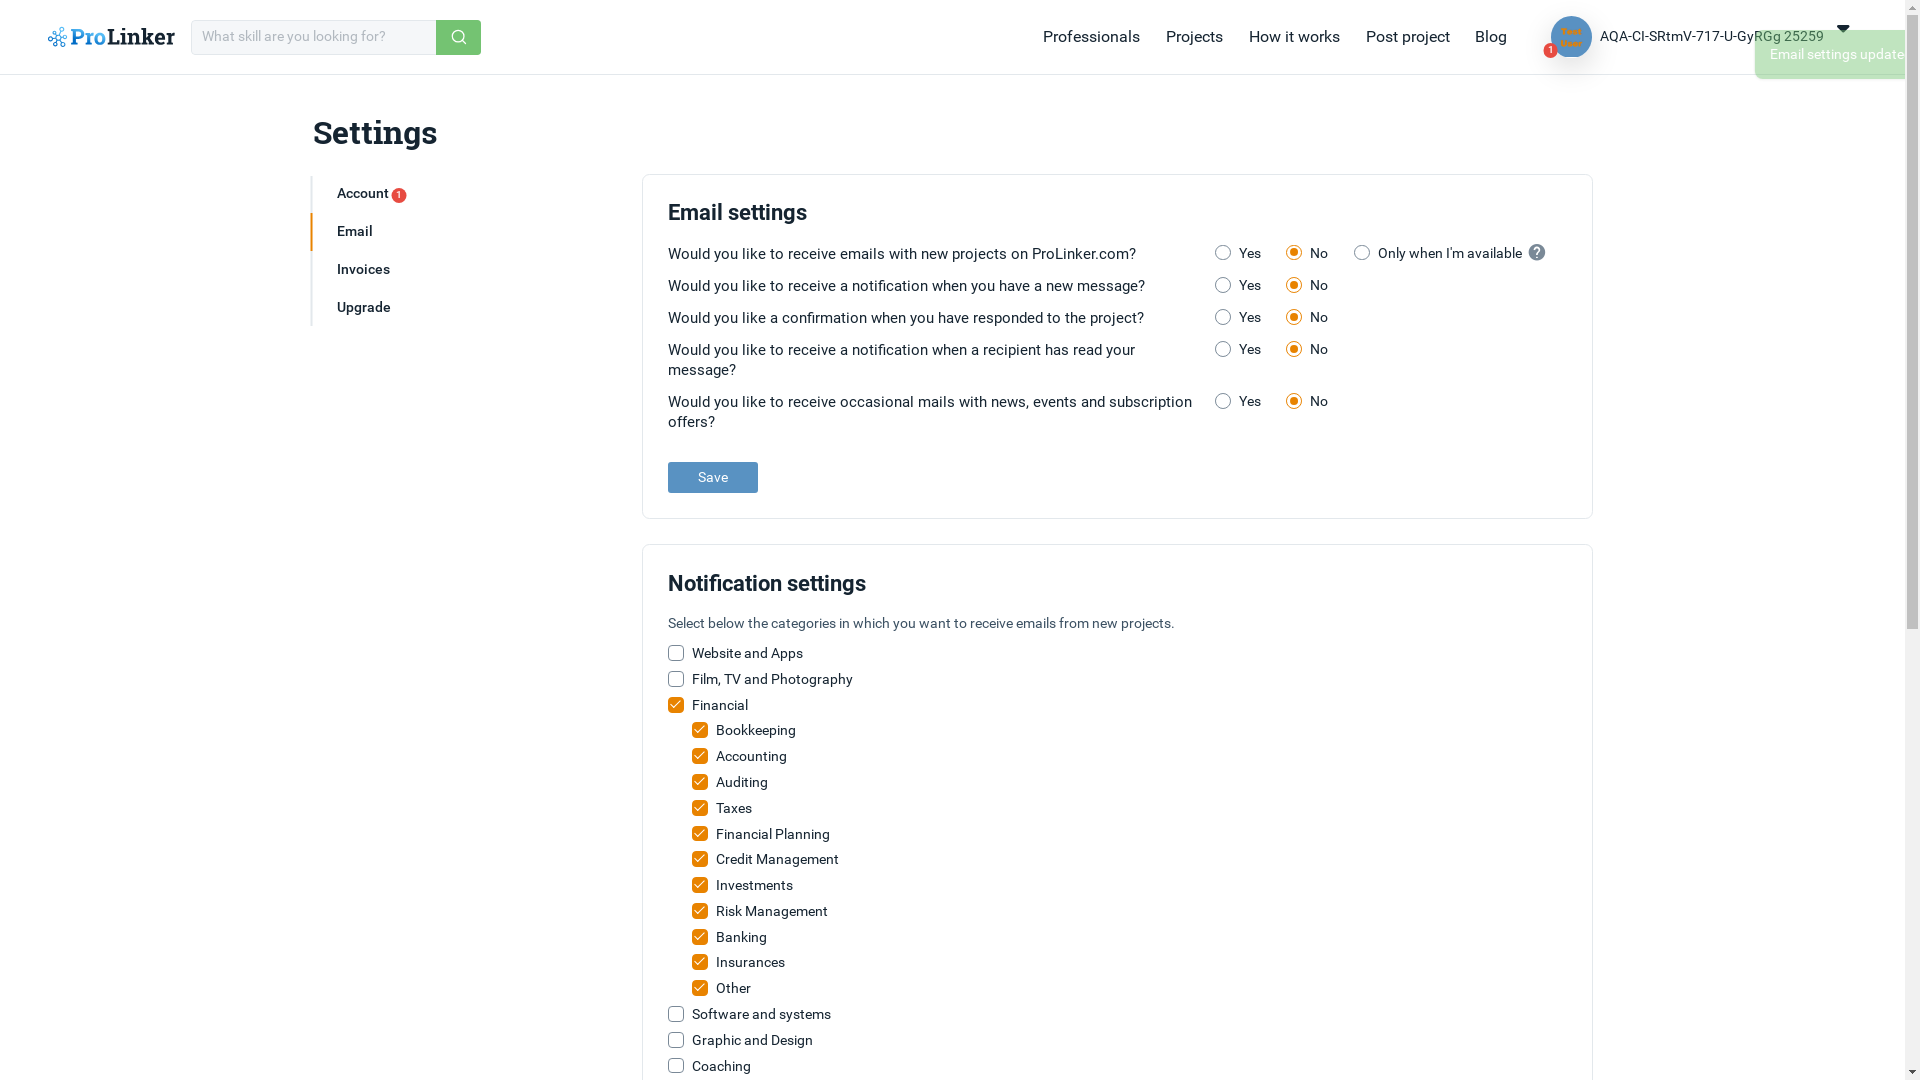 ProLinker
What skill are you looking for?
Professionals
Projects
How it works
Post project
Blog
Test
User
1
AQA-CI-SRtmV-717-U-GyRGg 25259
Email settings update
Settings
Account 1
Email
Invoices
Upgrade
Email settings
Would you like to receive emails with new projects on ProLinker.com? Yes No Only when I'm available ?
Would you like to receive a notification when you have a new message? Yes No
Would you like a confirmation when you have responded to the project? Yes No
Would you like to receive a notification when a recipient has read your Yes No
message?
Would you like to receive occasional mails with news, events and subscription Yes No
offers?
Save
Notification settings
Select below the categories in which you want to receive emails from new projects.
Website and Apps
Film, TV and Photography
Financial
Bookkeeping
Accounting
Auditing
Taxes
Financial Planning
Credit Management
Investments
Risk Management
Banking
Insurances
Other
Software and systems
Graphic and Design
Coaching